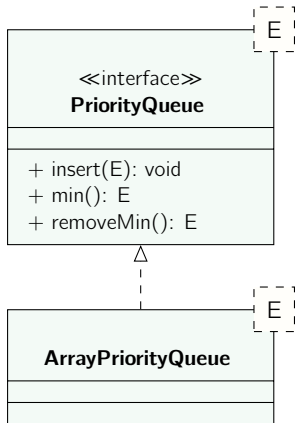 E
≪interface≫
PriorityQueue
+ insert(E): void
+ min(): E
+ removeMin(): E
E
ArrayPriorityQueue